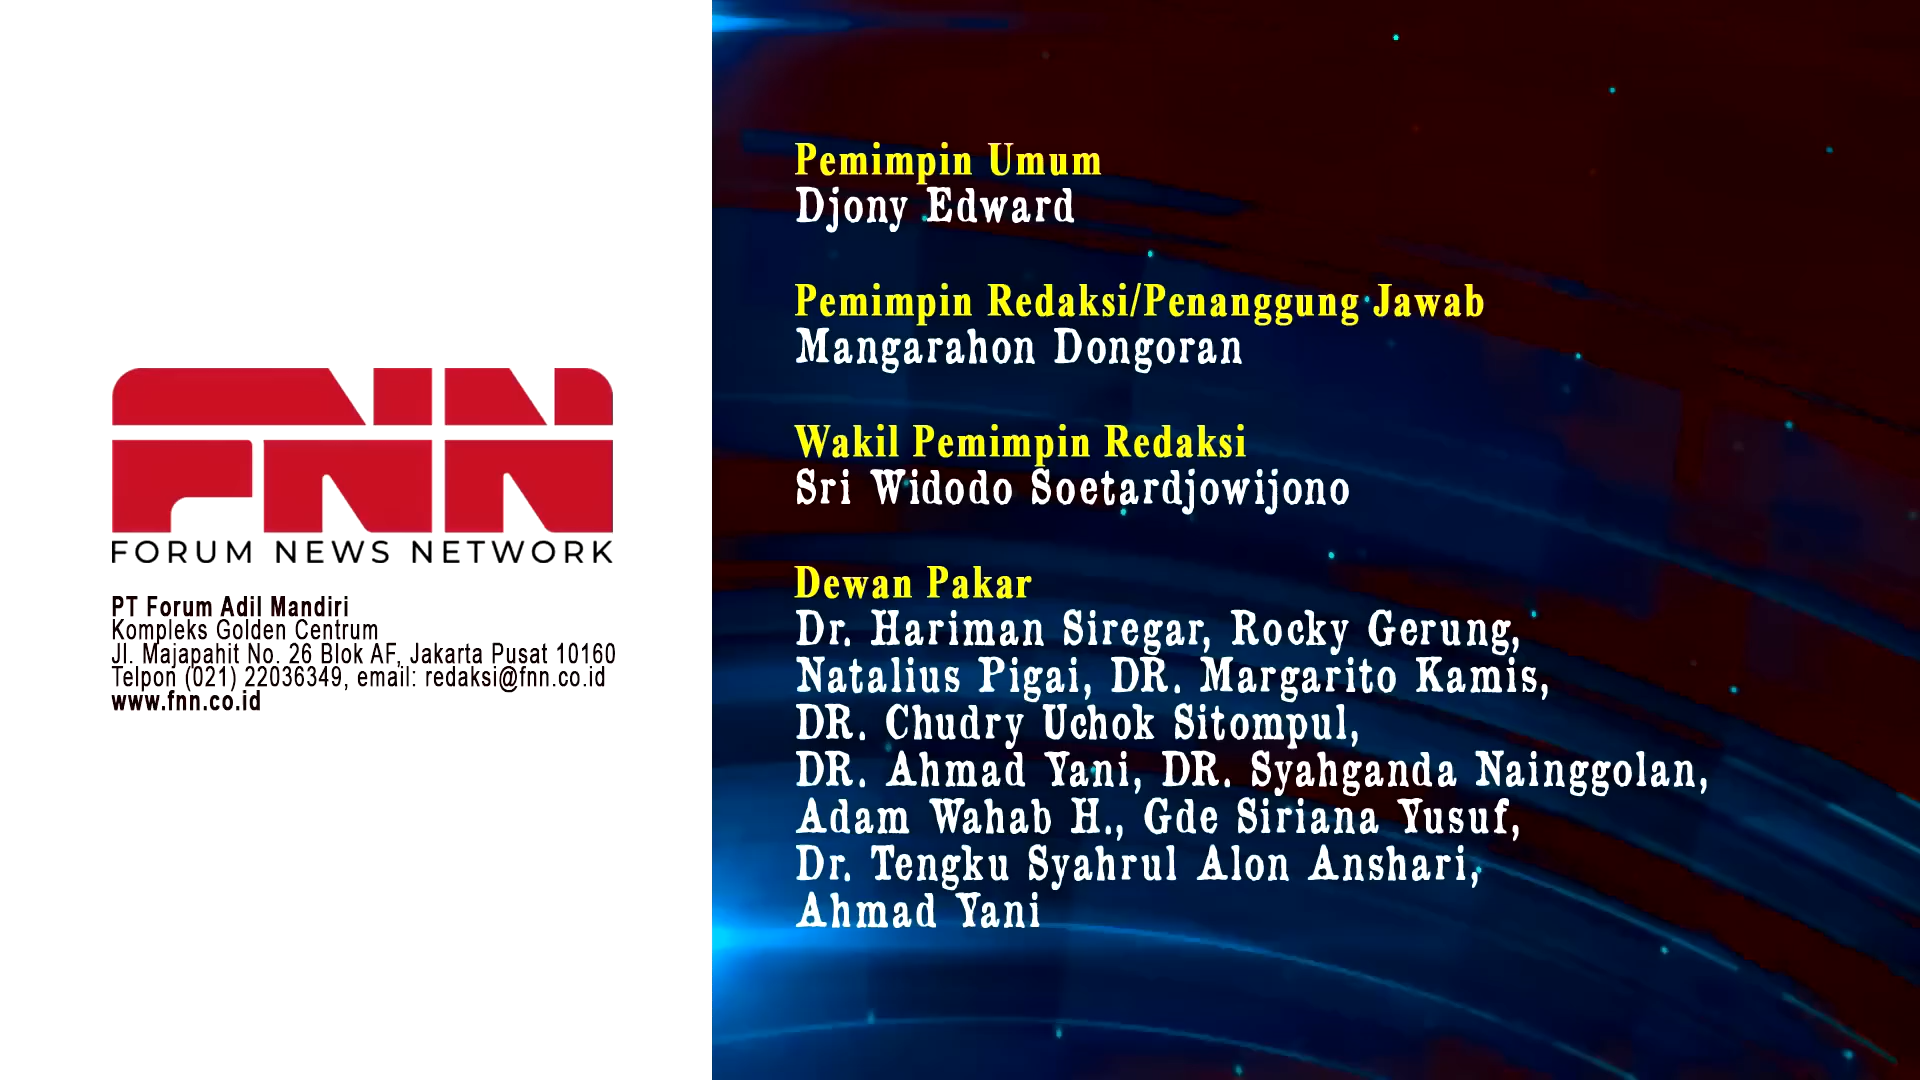 FNN
FORUM NEWS NETWORK
PT Forum Adil Mandiri
Kompleks Golden Centrum
Jl. Majapahit No. 26 Blok AF, Jakarta Pusat 10160
Telpon (021) 22036349, email: redaksi@fnn.co.id
www.fnn.co.id
Pemimpin Umum
Djony Edward
Pemimpin Redaksi/Penanggung Jawab
Mangarahon Dongoran
Wakil Pemimpin Redaksi
Sri Widodo Soetardjowijono
Dewan Pakar
Dr. Hariman Siregar, Rocky Gerung,
Natalius Pigai, DR. Margarito Kamis,
DR. Chudry Uchok Sitompul,
DR. Ahmad Yani, DR. Syahganda Nainggolan,
Adam Wahab H., Gde Siriana Yusuf,
Dr. Tengku Syahrul Alon Anshari,
Ahmad Yani